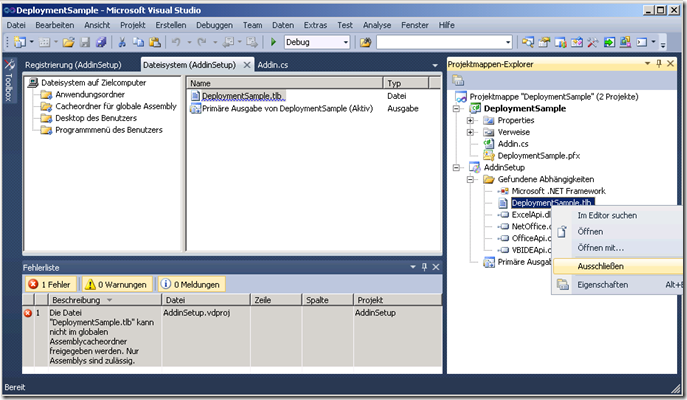 DeploymentSample - Microsoft Visual Studio
Datei Bearbeiten Ansicht Projekt Erstellen Debuggen Team Daten Extras Test Analyse Fenster Hilfe
Debug
Toolbox
Registrierung (AddinSetup) Dateisystem (AddinSetup) Addin.cs
Dateisystem auf Zielcomputer
Anwendungsordner
Cacheordner für globale Assembly
Desktop des Benutzers
Programmmenü des Benutzers
Name Typ
DeploymentSample.tlb Datei
Primäre Ausgabe von DeploymentSample (Aktiv) Ausgabe
Fehlerliste
1 Fehler 0 Warnungen 0 Meldungen
Beschreibung Datei Zeile Spalte Projekt
1 Die Datei AddinSetup.vdproj AddinSetup
"DeploymentSample.tlb" kann
nicht im globalen
Assemblycacheordner
freigegeben werden. Nur
Assemblys sind zulässig.
Projektmappen-Explorer
Projektmappe "DeploymentSample" (2 Projekte)
DeploymentSample
Properties
Verweise
Addin.cs
DeploymentSample.pfx
AddinSetup
Gefundene Abhängigkeiten
Microsoft .NET Framework
DeploymentSample.tlb
ExcelApi.dl
NetOffice.d
OfficeApi.d
VBIDEApi.d
Primäre Ausgab
Im Editor suchen
Öffnen
Öffnen mit...
Ausschließen
Eigenschaften Alt+E
Bereit